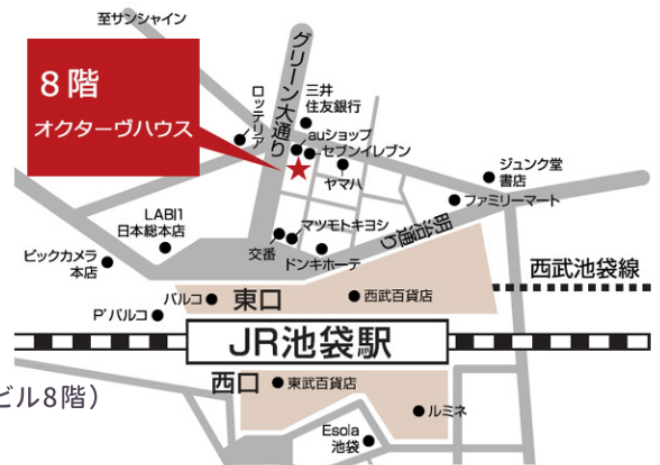 至サンシャイン
8階
オクターヴハウス
グリーン大通り
ロッテリア
三井
住友銀行
auショップ
セブンイレブン
ヤマハ
ジュンク堂
書店
ファミリーマート
明治通り
マツモトキヨシ
交番
ドンキホーテ
LABI1
日本総本店
ビックカメラ
本店
西武池袋線
パルコ
東口
西武百貨店
P'パルコ
JR池袋駅
西口
東武百貨店
ビル8階）
ルミネ
Esola
池袋